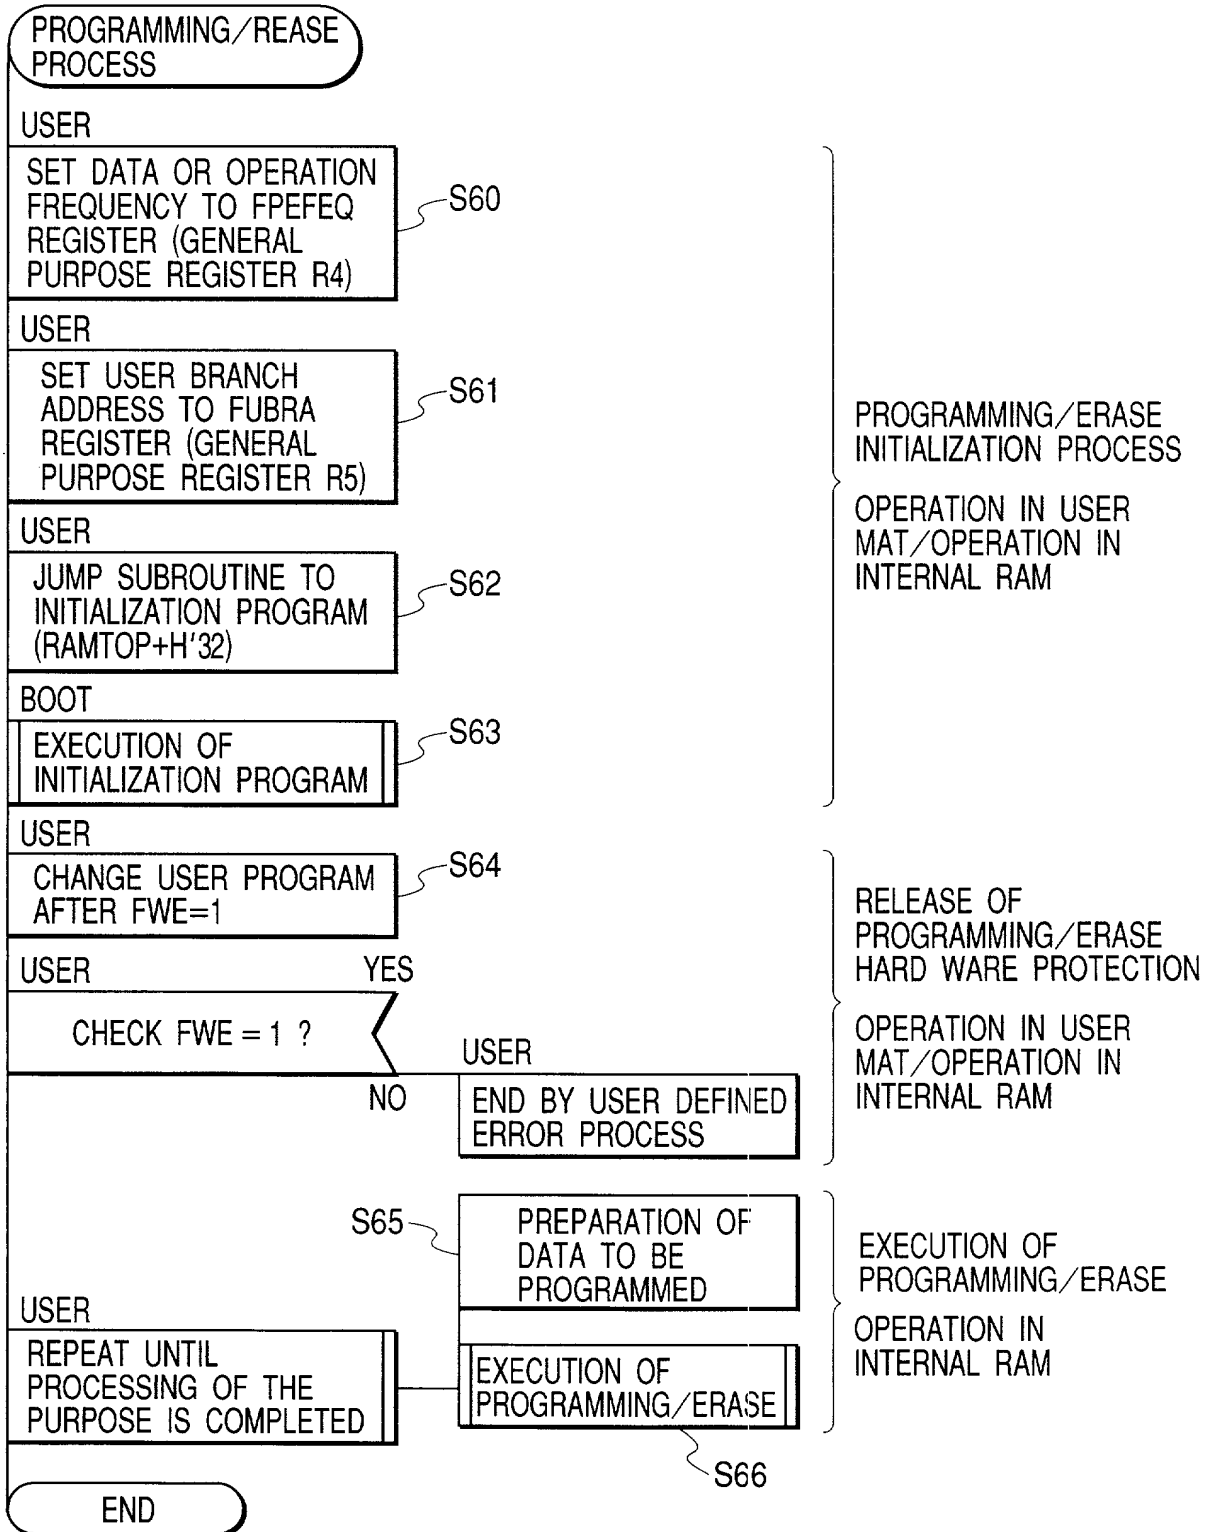 PROGRAMMING/REASE
PROCESS
USER
SET DATA OR OPERATION
FREQUENCY TO FPEFEQ
REGISTER (GENERAL
PURPOSE REGISTER R4)
S60
USER
SET USER BRANCH
ADDRESS TO FUBRA
REGISTER (GENERAL
PURPOSE REGISTER R5)
S61
USER
JUMP SUBROUTINE TO
INITIALIZATION PROGRAM
(RAMTOP+H'32)
S62
BOOT
EXECUTION OF
INITIALIZATION PROGRAM
S63
PROGRAMMING/ERASE
INITIALIZATION PROCESS
OPERATION IN USER
MAT/OPERATION IN
INTERNAL RAM
USER
CHANGE USER PROGRAM
AFTER FWE=1
S64
USER
YES
CHECK FWE = 1 ?
NO
USER
END BY USER DEFINED
ERROR PROCESS
RELEASE OF
PROGRAMMING/ERASE
HARD WARE PROTECTION
OPERATION IN USER
MAT/OPERATION IN
INTERNAL RAM
S65
PREPARATION OF
DATA TO BE
PROGRAMMED
USER
REPEAT UNTIL
PROCESSING OF THE
PURPOSE IS COMPLETED
EXECUTION OF
PROGRAMMING/ERASE
S66
EXECUTION OF
PROGRAMMING/ERASE
OPERATION IN
INTERNAL RAM
END